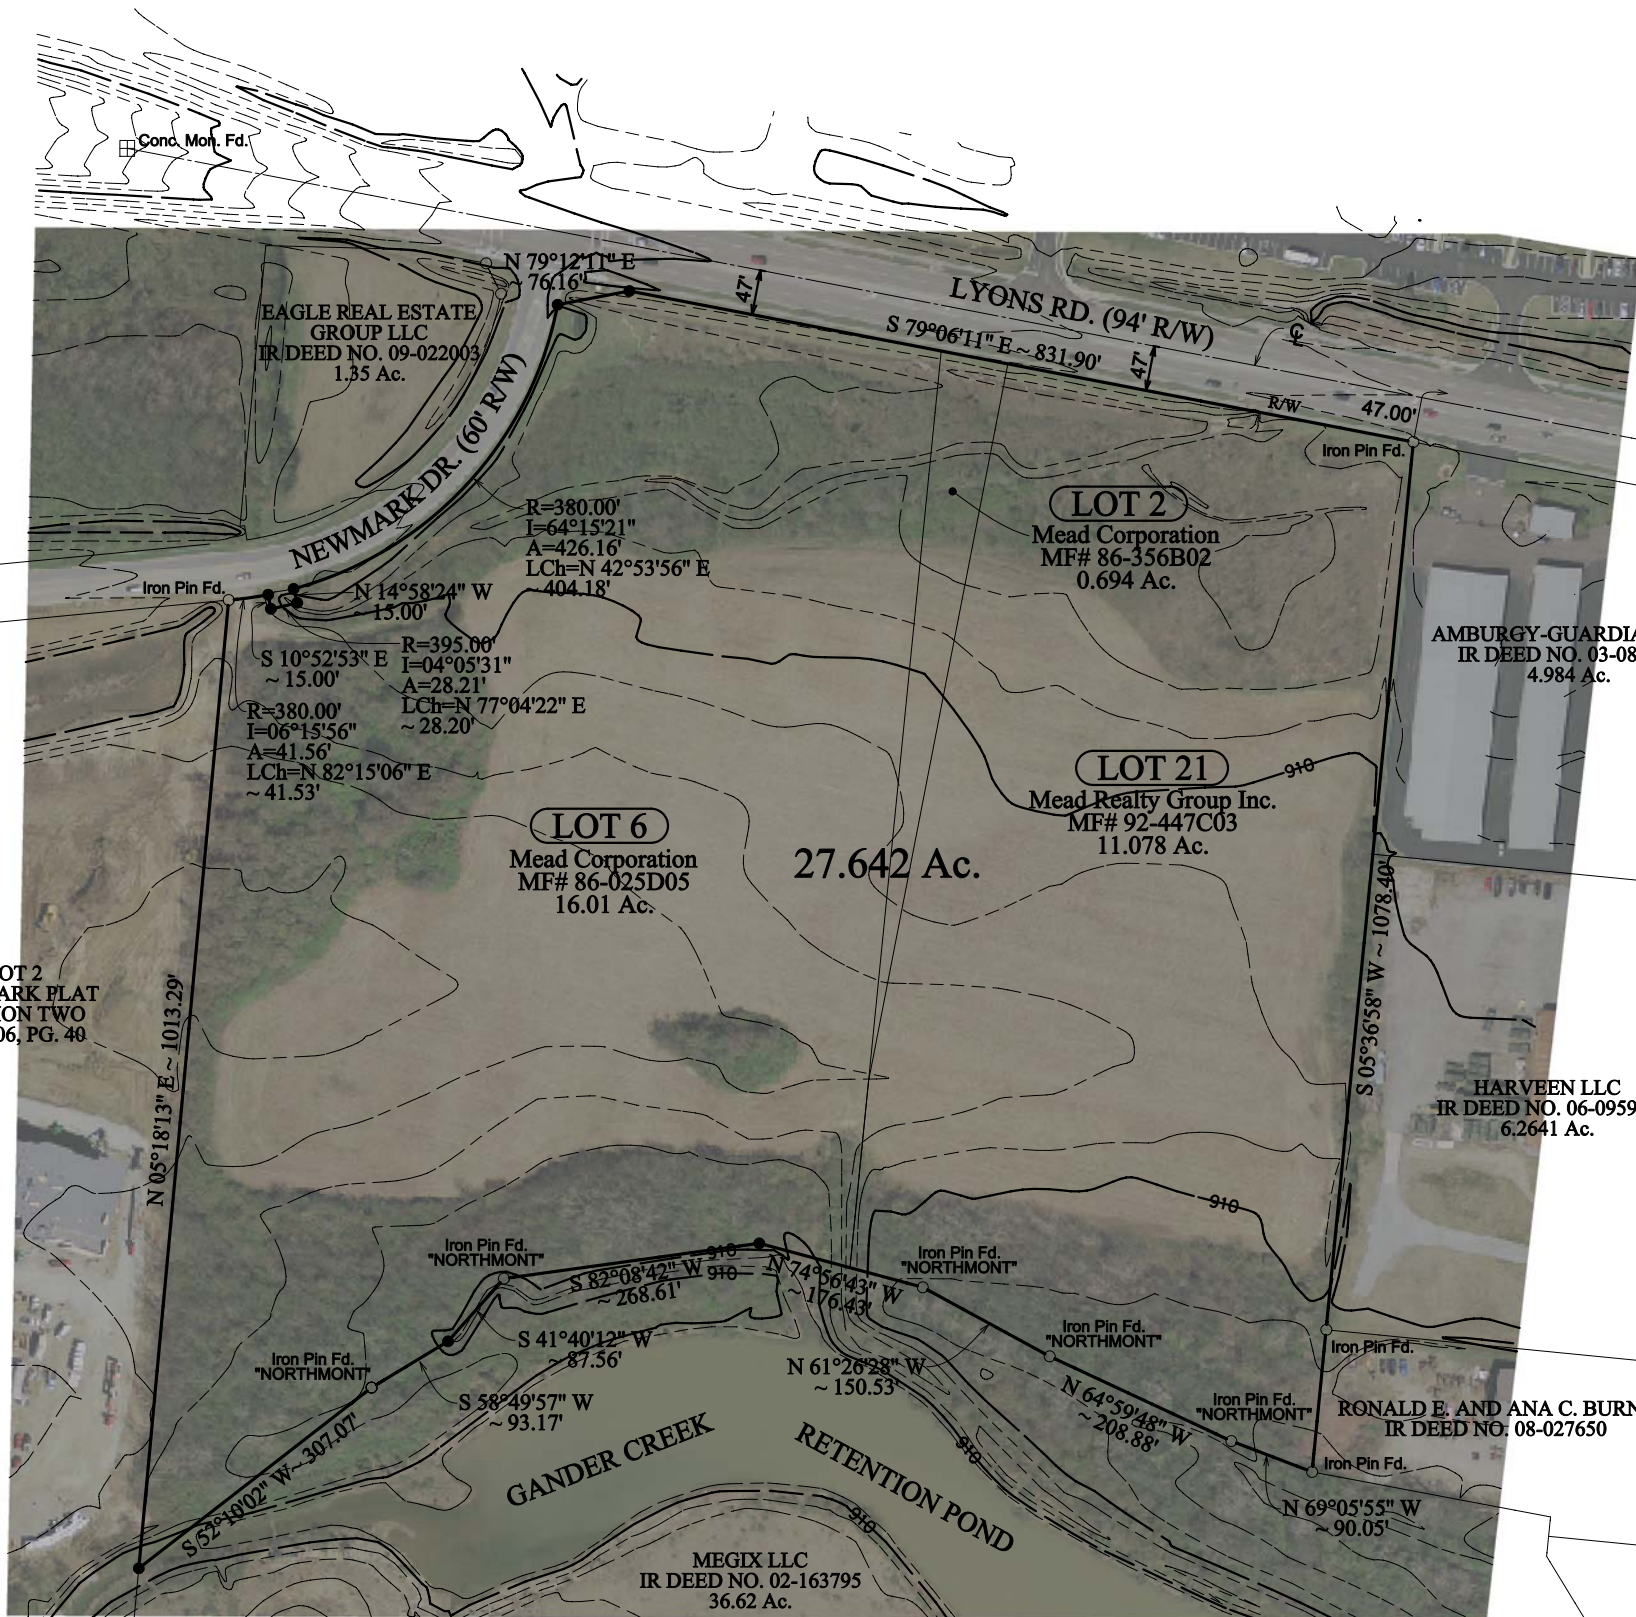 Conc. Mon. Fd.
N 79°12'11" E
~ 76.16'
47'
LYONS RD. (94' R/W)
S 79°06'11" E ~ 831.90'
47'
R/W
47.00'
Iron Pin Fd.
EAGLE REAL ESTATE
GROUP LLC
IR DEED NO. 09-022003
1.35 Ac.
NEWMARK DR. (60' R/W)
R=380.00'
I=64°15'21"
A=426.16'
LCh=N 42°53'56" E
~ 404.18'
LOT 2
Mead Corporation
MF# 86-356B02
0.694 Ac.
Iron Pin Fd.
N 14°58'24" W
~ 15.00'
S 10°52'53" E
~ 15.00'
R=395.00'
I=04°05'31"
A=28.21'
LCh=N 77°04'22" E
~ 28.20'
R=380.00'
I=06°15'56"
A=41.56'
LCh=N 82°15'06" E
~ 41.53'
AMBURGY-GUARDIA
IR DEED NO. 03-08
4.984 Ac.
LOT 21
Mead Realty Group Inc.
MF# 92-447C03
11.078 Ac.
910
LOT 6
Mead Corporation
MF# 86-025D05
16.01 Ac.
27.642 Ac.
S 05°36'58" W ~ 1078.40'
OT 2
ARK PLAT
ON TWO
06, PG. 40
N 05°18'13" E ~ 1013.29'
HARVEEN LLC
IR DEED NO. 06-0959
6.2641 Ac.
910
Iron Pin Fd.
"NORTHMONT"
910
S 82°08'42" W
~ 268.61'
910
N 74°56'43" W
~ 176.43'
Iron Pin Fd.
"NORTHMONT"
S 41°40'12" W
~ 87.56'
Iron Pin Fd.
"NORTHMONT"
Iron Pin Fd.
Iron Pin Fd.
"NORTHMONT"
N 61°26'28" W
~ 150.53'
S 58°49'57" W
~ 93.17'
N 64°59'48" W
~ 208.88'
Iron Pin Fd.
"NORTHMONT"
RONALD E. AND ANA C. BURN
IR DEED NO. 08-027650
Iron Pin Fd.
S 52°10'02" W ~ 307.07'
GANDER CREEK
RETENTION POND
910
N 69°05'55" W
~ 90.05'
910
MEGIX LLC
IR DEED NO. 02-163795
36.62 Ac.